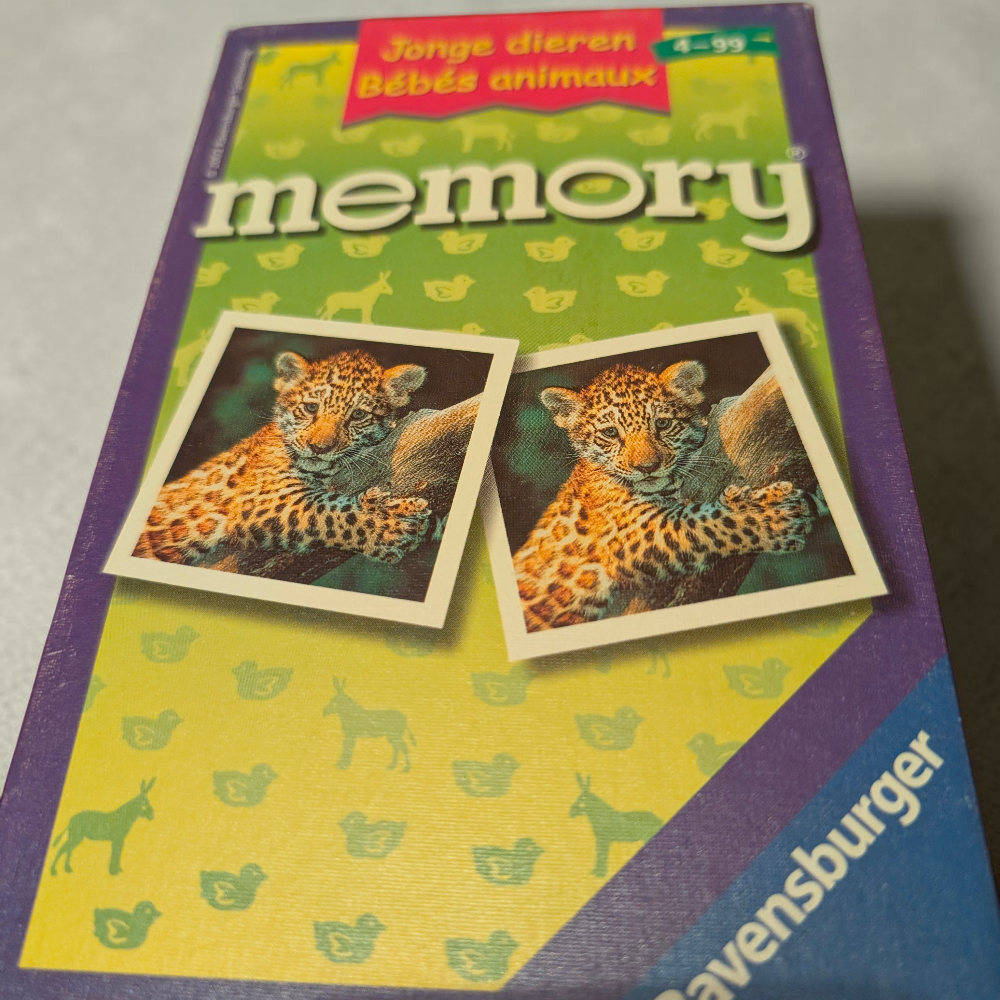 Jonge dieren
Bébés animaux
4–99
memory®
Ravensburger